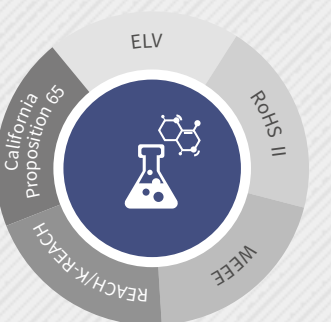 ELV
RoHS II
WEEE
REACH/K-REACH
California
Proposition 65